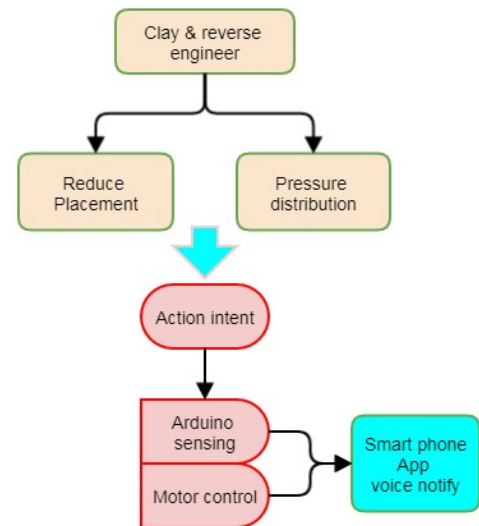 Clay & reverse
engineer
Reduce
Placement
Pressure
distribution
Action intent
Arduino
sensing
Motor control
Smart phone
App
voice notify